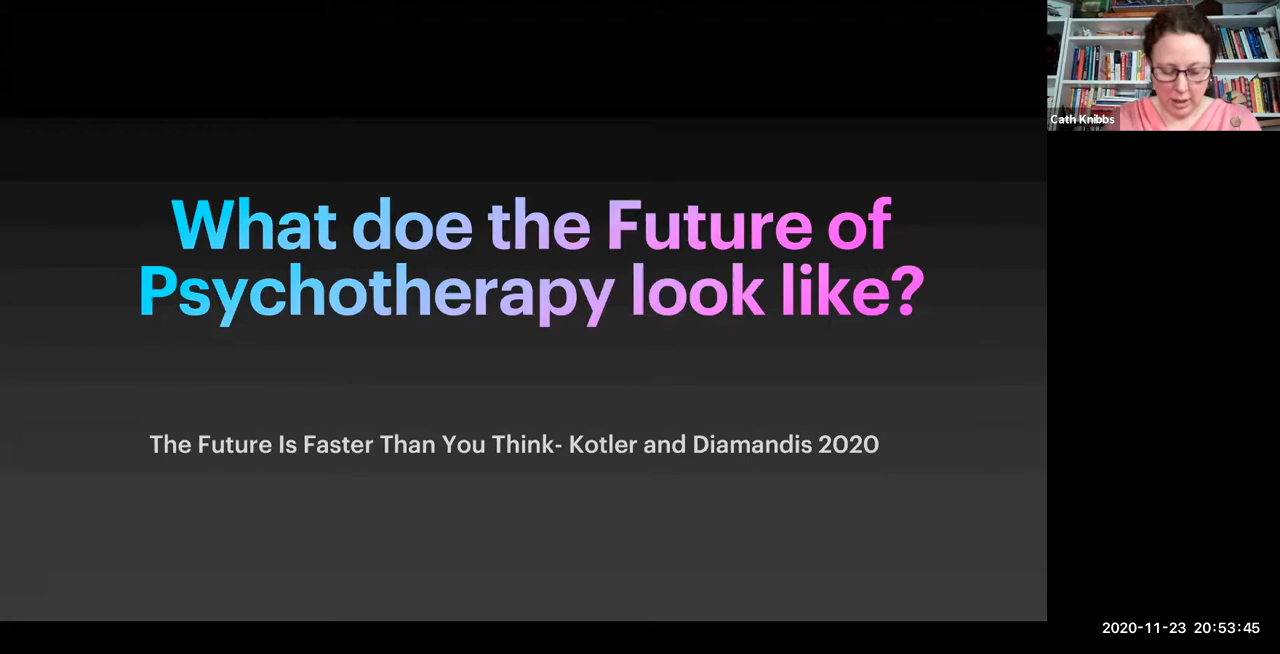 Cath Knibbs
What doe the Future of
Psychotherapy look like?
The Future Is Faster Than You Think- Kotler and Diamandis 2020
2020-11-23 20:53:45